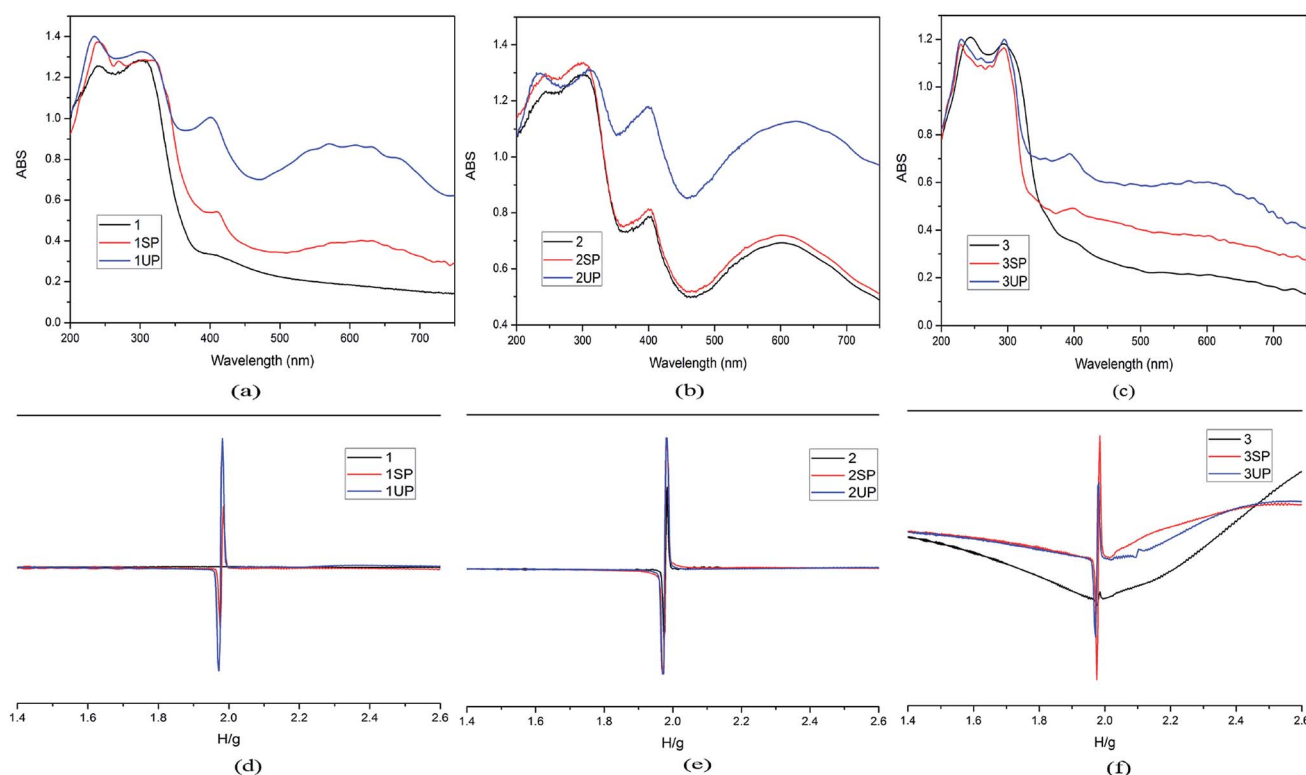 1.4
1.2
1.0
0.8
0.6
0.4
0.2
0.0
ABS
1
1SP
1UP
200 300 400 500 600 700
Wavelength (nm)
(a)
1.6
1.4
1.2
1.0
0.8
0.6
0.4
ABS
2
2SP
2UP
200 300 400 500 600 700
Wavelength (nm)
(b)
1.2
1.0
0.8
0.6
0.4
0.2
0.0
ABS
3
3SP
3UP
200 300 400 500 600 700
Wavelength (nm)
(c)
1
1SP
1UP
1.4 1.6 1.8 2.0 2.2 2.4 2.6
H/g
(d)
2
2SP
2UP
1.4 1.6 1.8 2.0 2.2 2.4 2.6
H/g
(e)
3
3SP
3UP
1.4 1.6 1.8 2.0 2.2 2.4 2.6
H/g
(f)